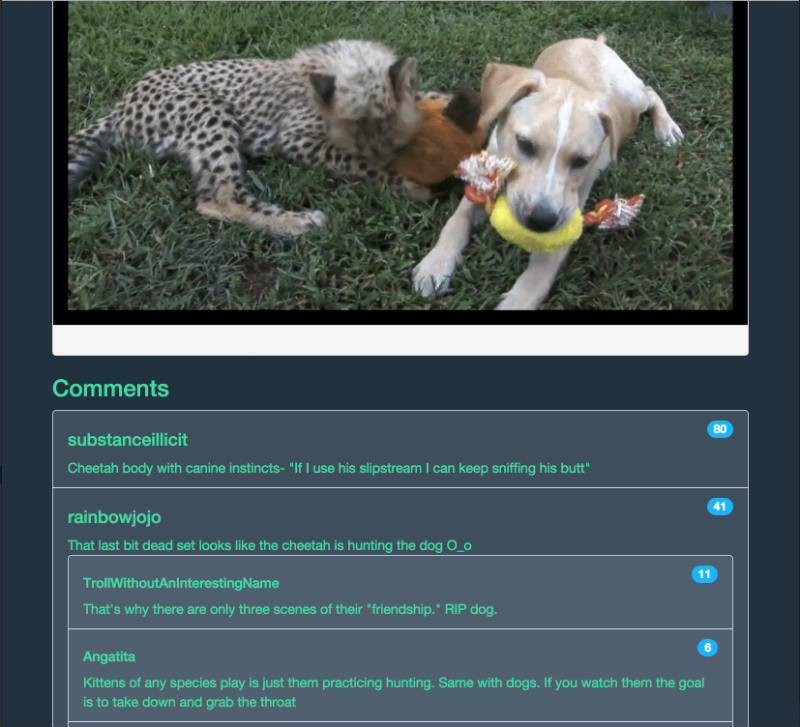 Comments
substanceillicit
80
Cheetah body with canine instincts- "If I use his slipstream I can keep sniffing his butt"
rainbowjojo
41
That last bit dead set looks like the cheetah is hunting the dog O_o
TrollWithoutAnInterestingName
11
That's why there are only three scenes of their "friendship." RIP dog.
Angatita
6
Kittens of any species play is just them practicing hunting. Same with dogs. If you watch them the goal
is to take down and grab the throat